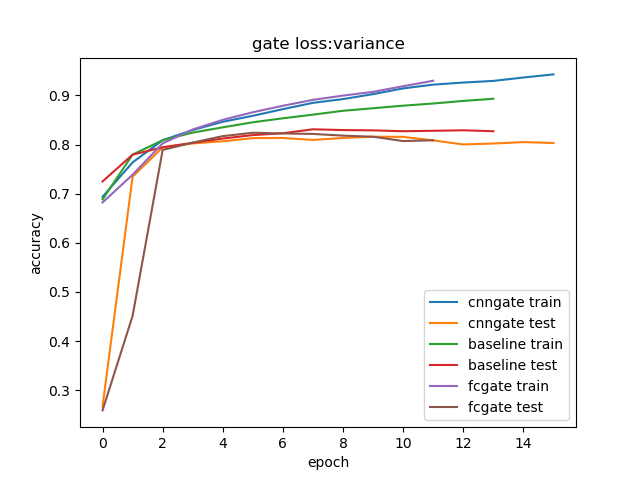 gate loss:variance
accuracy
0.9
0.8
0.7
0.6
0.5
0.4
0.3
cnngate train
cnngate test
baseline train
baseline test
fcgate train
fcgate test
0 2 4 6 8 10 12 14
epoch